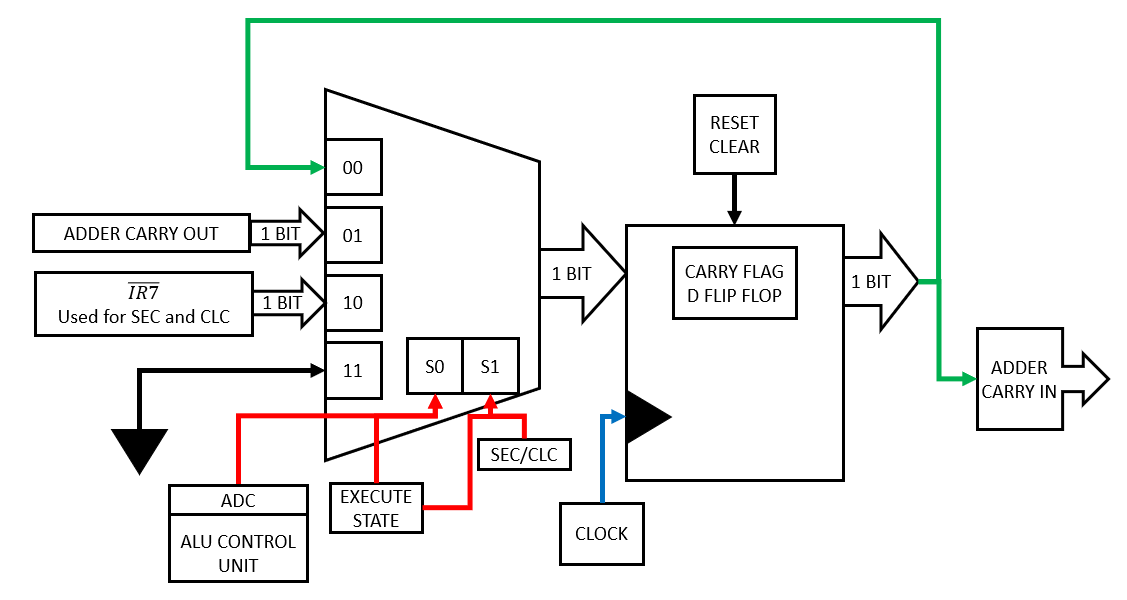 RESET
CLEAR
00
ADDER CARRY OUT
1 BIT
01
1 BIT
CARRY FLAG
D FLIP FLOP
1 BIT
$\overline{IR7}$
Used for SEC and CLC
1 BIT
10
11
S0
S1
ADDER
CARRY IN
SEC/CLC
ADC
ALU CONTROL
UNIT
EXECUTE
STATE
CLOCK